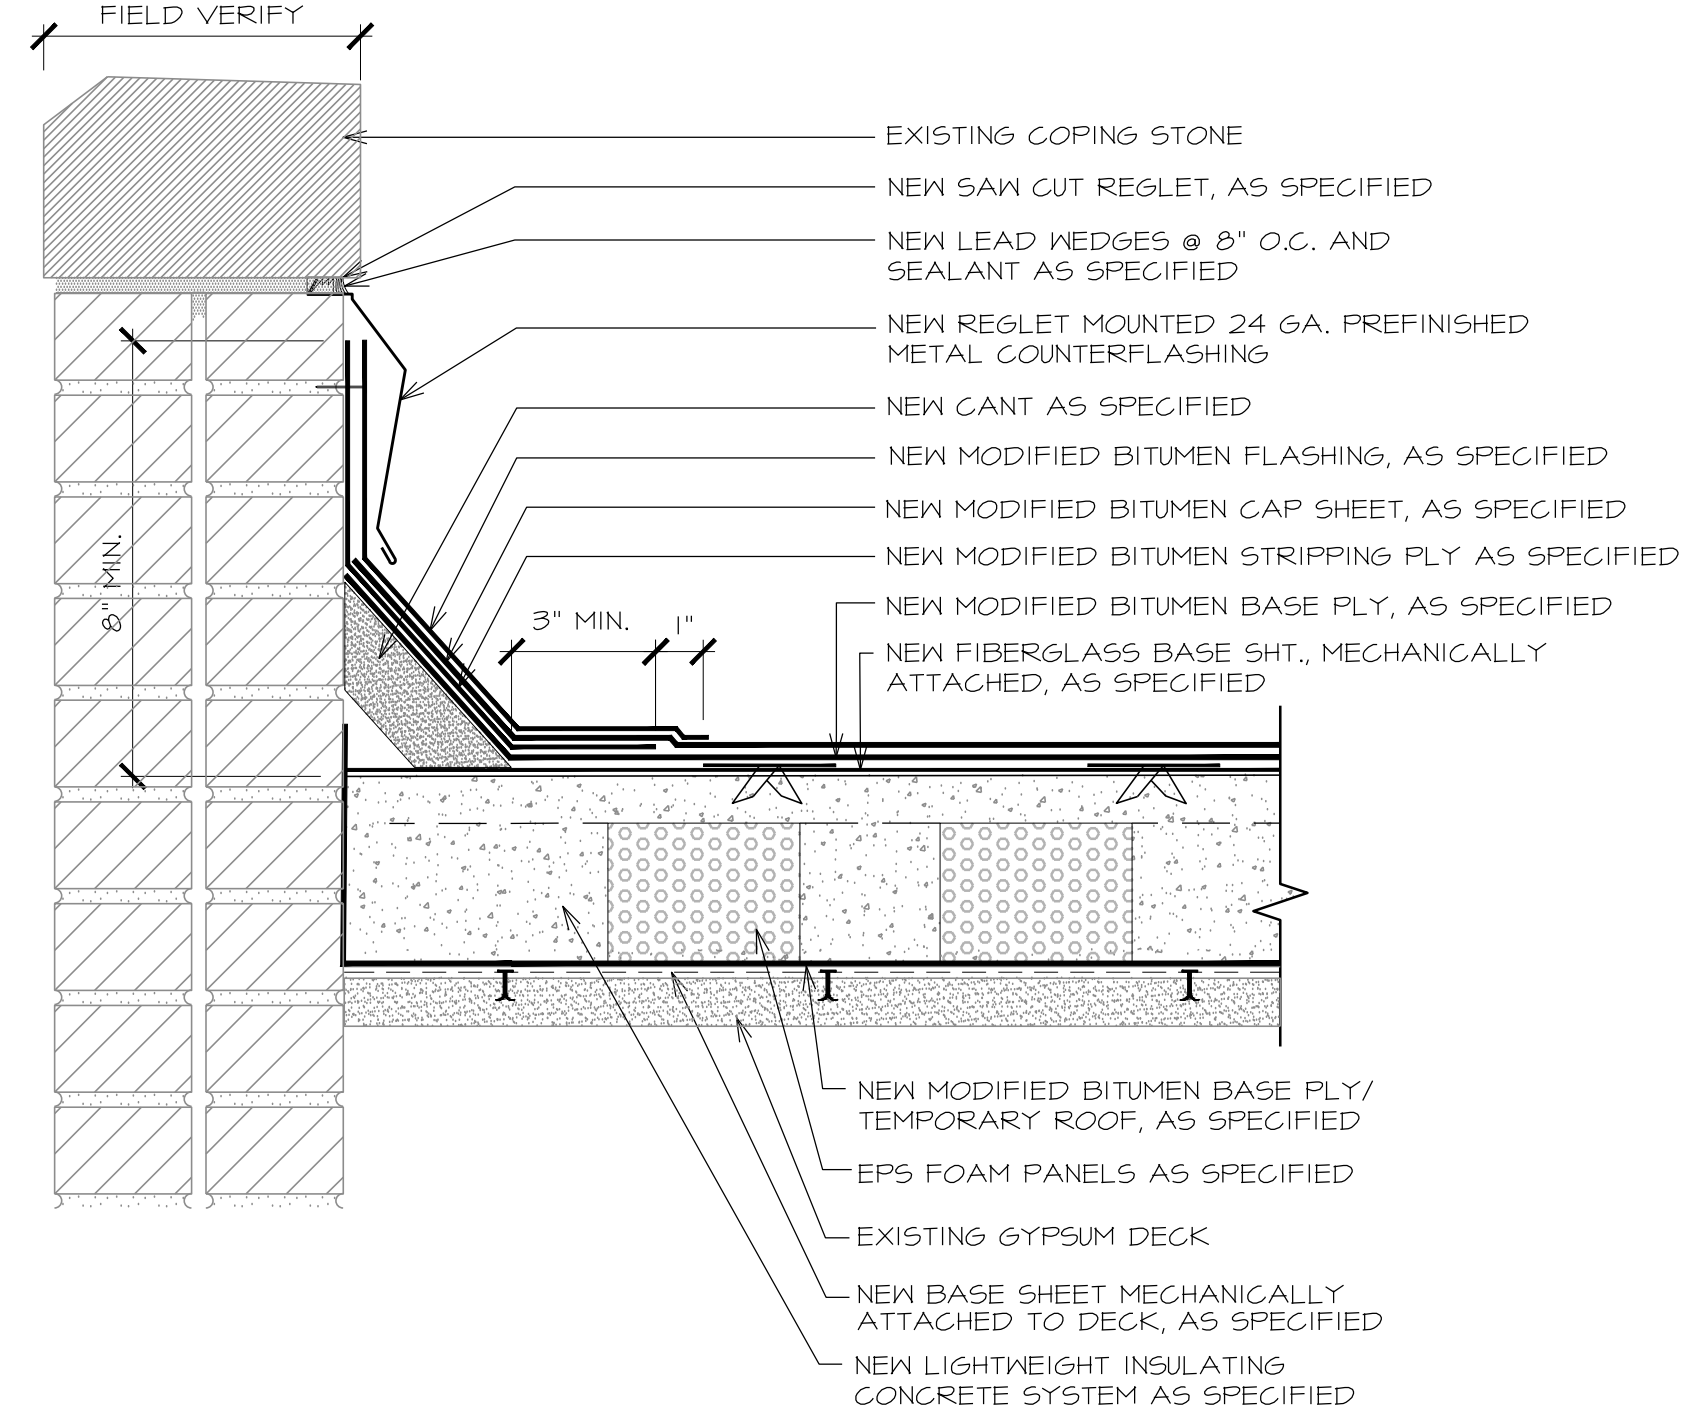 FIELD VERIFY
EXISTING COPING STONE
NEW SAW CUT REGLET, AS SPECIFIED
NEW LEAD WEDGES @ 8" O.C. AND
SEALANT AS SPECIFIED
NEW REGLET MOUNTED 24 GA. PREFINISHED
METAL COUNTERFLASHING
NEW CANT AS SPECIFIED
NEW MODIFIED BITUMEN FLASHING, AS SPECIFIED
NEW MODIFIED BITUMEN CAP SHEET, AS SPECIFIED
NEW MODIFIED BITUMEN STRIPPING PLY AS SPECIFIED
8" MIN.
3" MIN.
1"
NEW MODIFIED BITUMEN BASE PLY, AS SPECIFIED
NEW FIBERGLASS BASE SHT., MECHANICALLY
ATTACHED, AS SPECIFIED
NEW MODIFIED BITUMEN BASE PLY/
TEMPORARY ROOF, AS SPECIFIED
EPS FOAM PANELS AS SPECIFIED
EXISTING GYPSUM DECK
NEW BASE SHEET MECHANICALLY
ATTACHED TO DECK, AS SPECIFIED
NEW LIGHTWEIGHT INSULATING
CONCRETE SYSTEM AS SPECIFIED